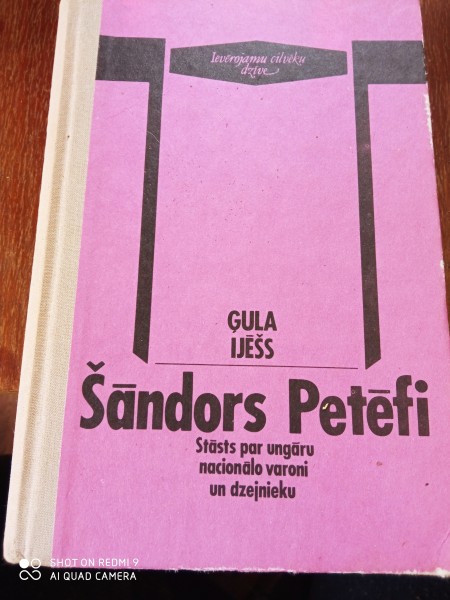 Ievērojamu cilvēku
dzīve
ĢULA
IJĒŠS
Šāndors Petēfi
Stāsts par ungāru
nacionālo varoni
un dzejnieku
SHOT ON REDMI 9
AI QUAD CAMERA